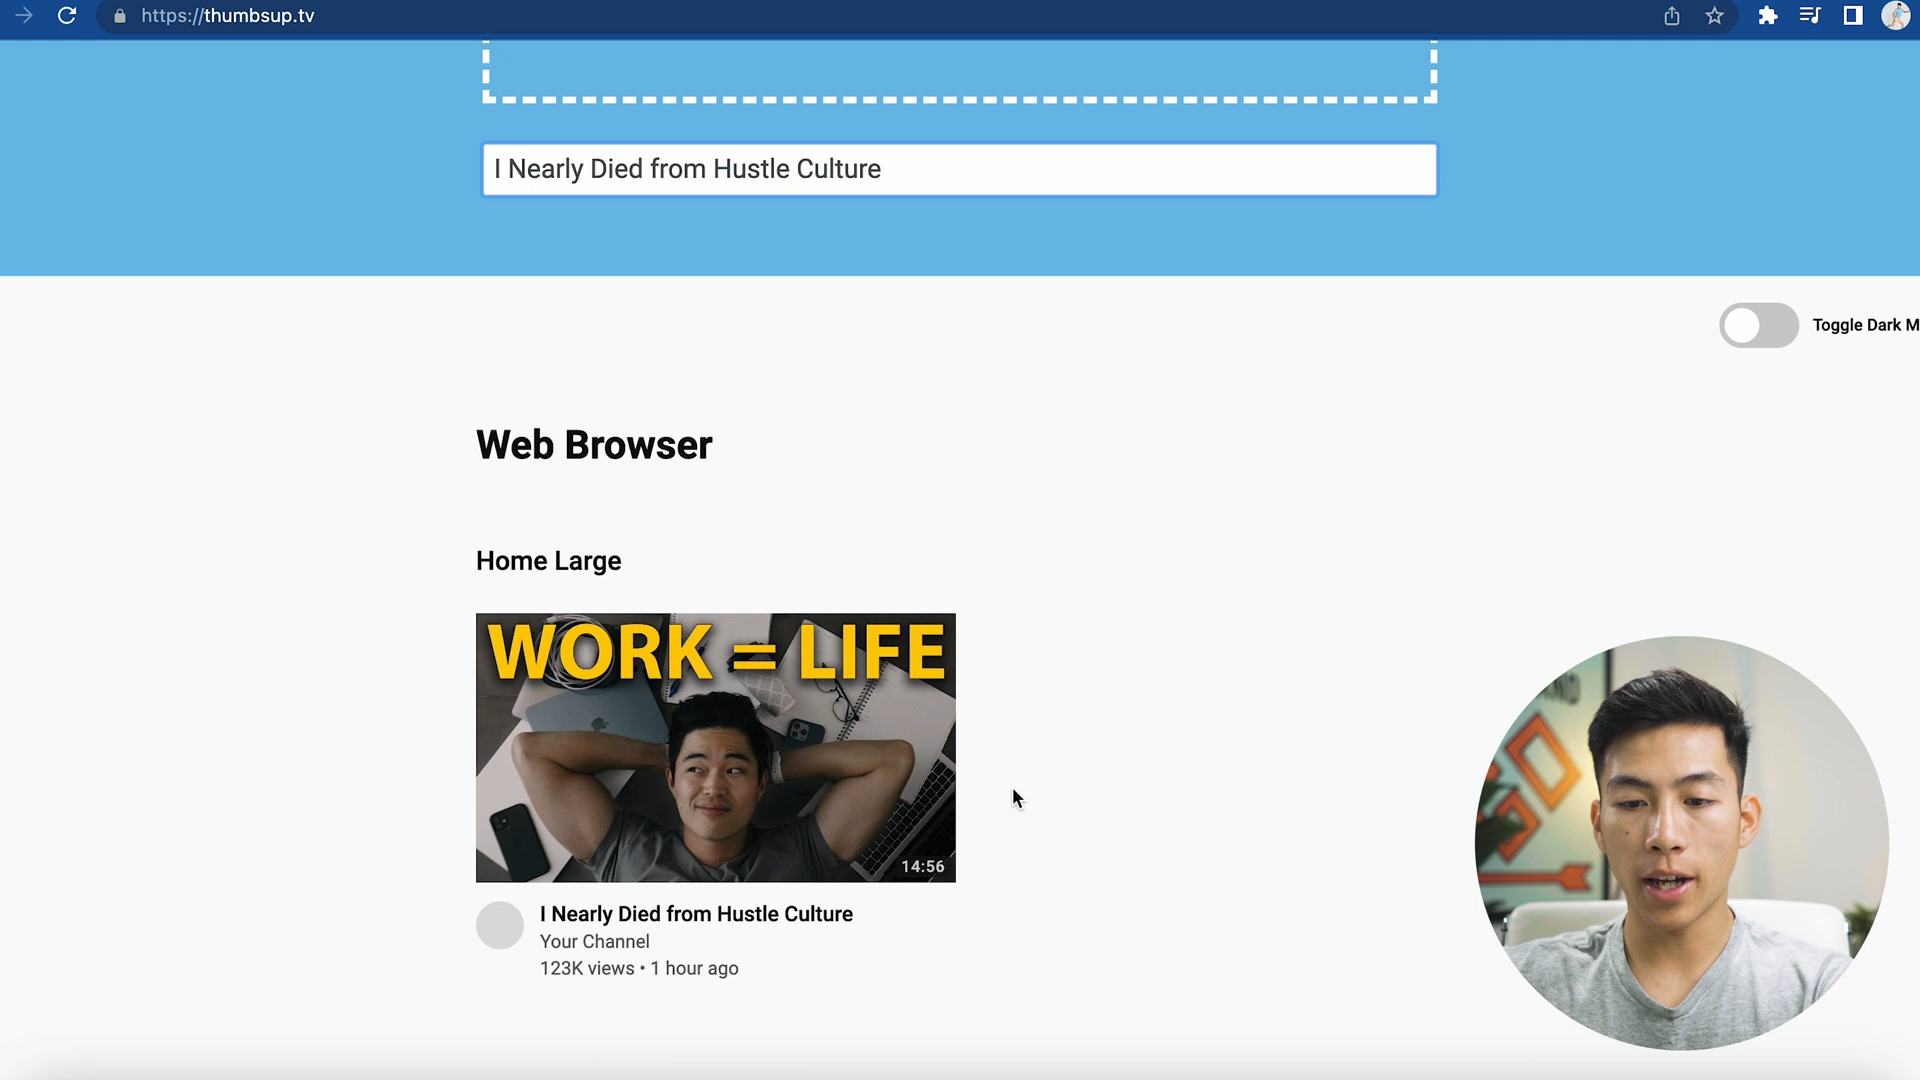 https://thumbsup.tv
I Nearly Died from Hustle Culture
Toggle Dark M
Web Browser
Home Large
WORK = LIFE
14:56
I Nearly Died from Hustle Culture
Your Channel
123K views • 1 hour ago